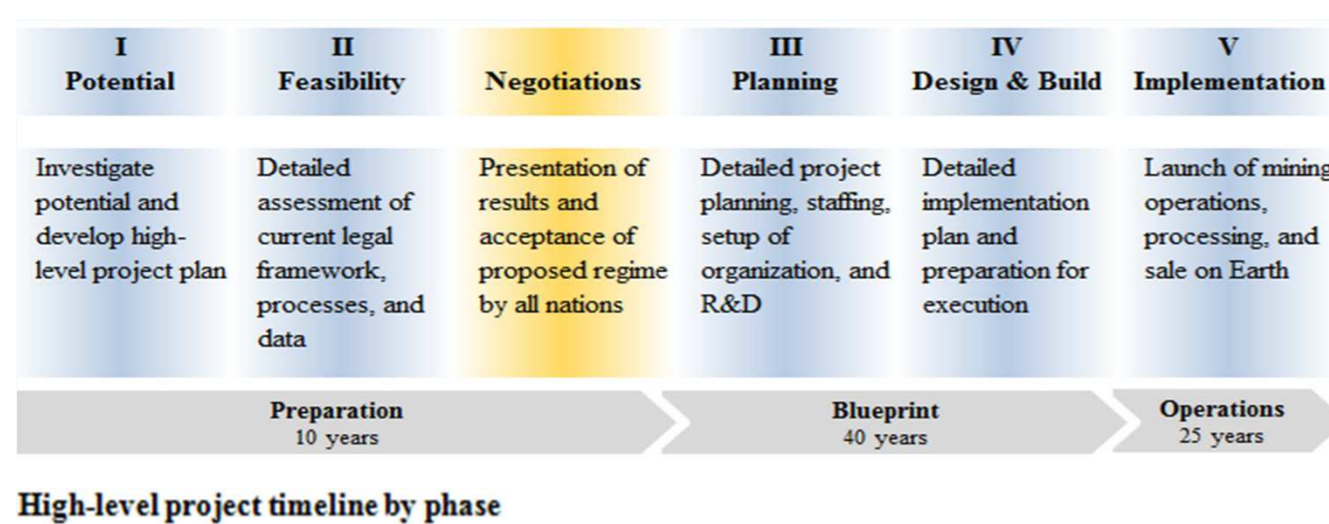 I
Potential
II
Feasibility
Negotiations
III
Planning
IV
Design & Build
V
Implementation
Investigate
potential and
develop high-
level project plan
Detailed
assessment of
current legal
framework,
processes, and
data
Presentation of
results and
acceptance of
proposed regime
by all nations
Detailed project
planning, staffing,
setup of
organization, and
R&D
Detailed
implementation
plan and
preparation for
execution
Launch of mining
operations,
processing, and
sale on Earth
Preparation
10 years
Blueprint
40 years
Operations
25 years
High-level project timeline by phase